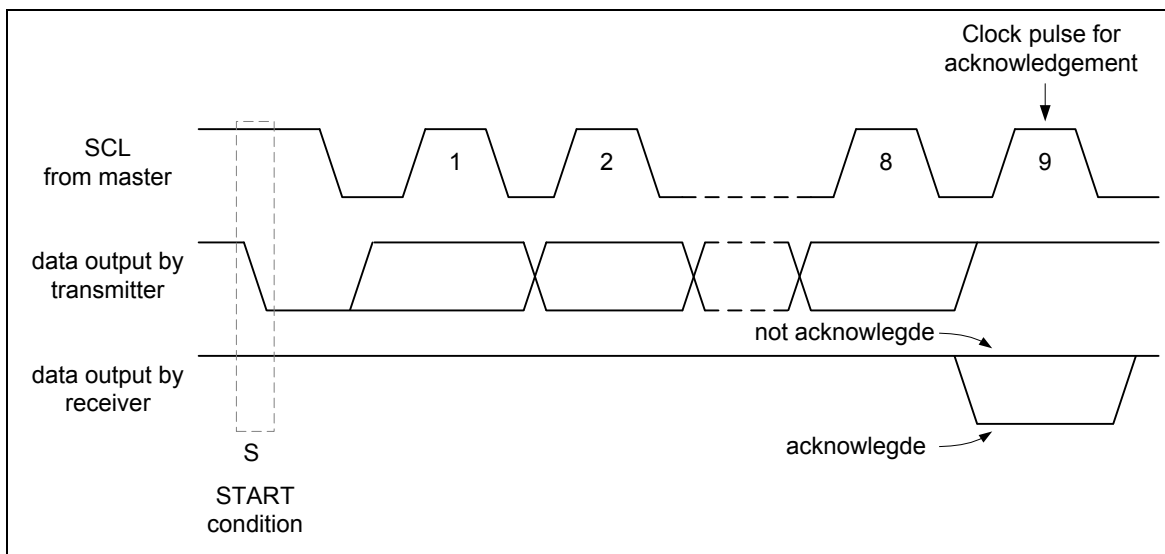 Clock pulse for
acknowledgement
SCL
from master
1
2
8
9
data output by
transmitter
not acknowlegde
data output by
receiver
acknowlegde
S
START
condition